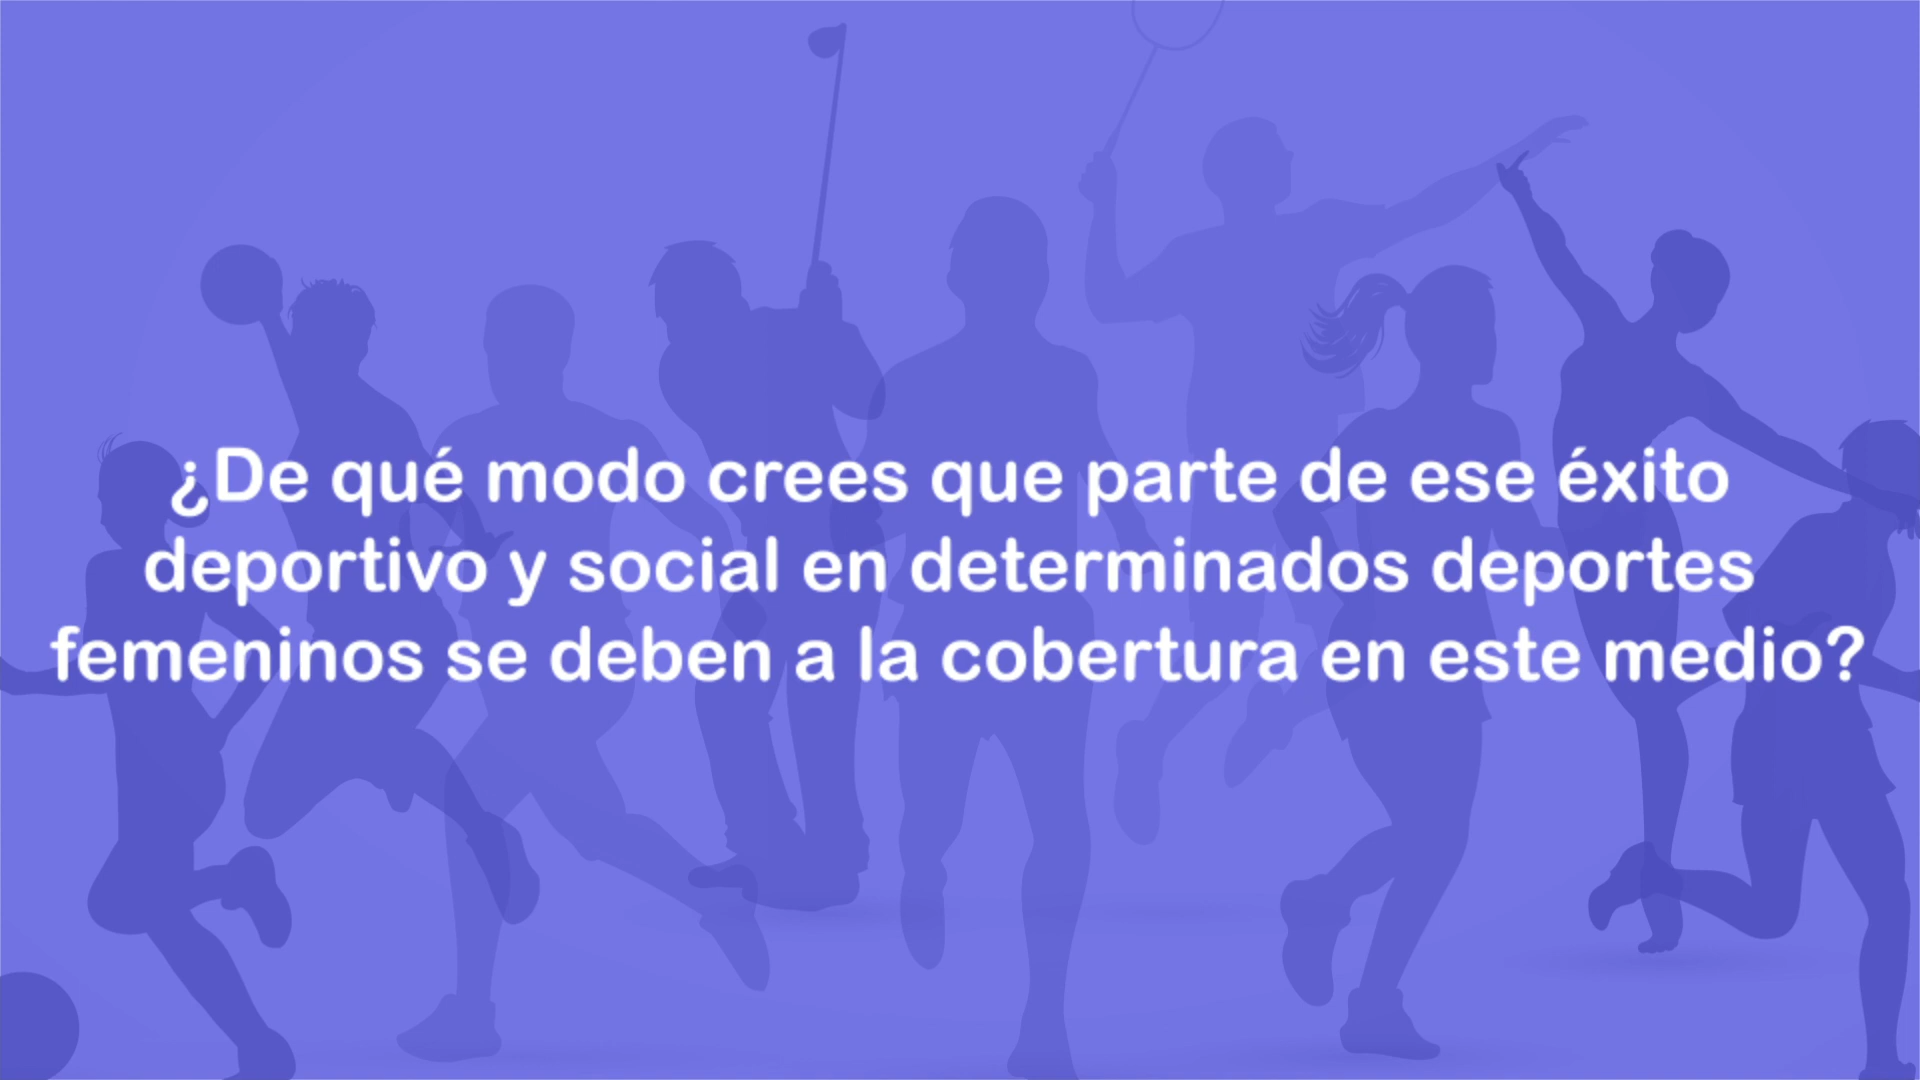 ¿De qué modo crees que parte de ese éxito
deportivo y social en determinados deportes
femeninos se deben a la cobertura en este medio?